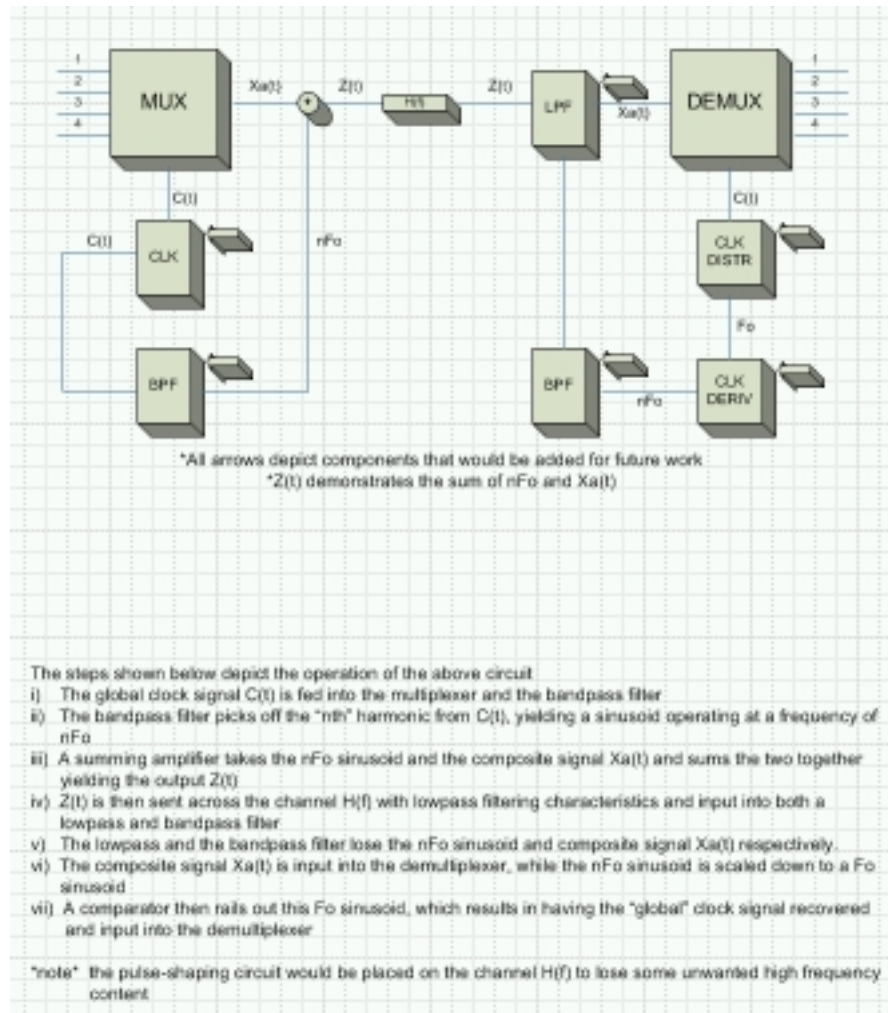 1
2
3
4
MUX
Xa(t)
+
Z(t)
H(f)
Z(t)
LPF
Xa(t)
DEMUX
1
2
3
4
C(t)
C(t)
CLK
nFo
C(t)
CLK
DISTR
Fo
BPF
BPF
nFo
CLK
DERIV
*All arrows depict components that would be added for future work
*Z(t) demonstrates the sum of nFo and Xa(t)
The steps shown below depict the operation of the above circuit
i) The global clock signal C(t) is fed into the multiplexer and the bandpass filter
ii) The bandpass filter picks off the "nth" harmonic from C(t), yielding a sinusoid operating at a frequency of
nFo
iii) A summing amplifier takes the nFo sinusoid and the composite signal Xa(t) and sums the two together
yielding the output Z(t)
iv) Z(t) is then sent across the channel H(f) with lowpass filtering characteristics and input into both a
lowpass and bandpass filter
v) The lowpass and the bandpass filter lose the nFo sinusoid and composite signal Xa(t) respectively.
vi) The composite signal Xa(t) is input into the demultiplexer, while the nFo sinusoid is scaled down to a Fo
sinusoid
vii) A comparator then rails out this Fo sinusoid, which results in having the "global" clock signal recovered
and input into the demultiplexer
*note* the pulse-shaping circuit would be placed on the channel H(f) to lose some unwanted high frequency
content